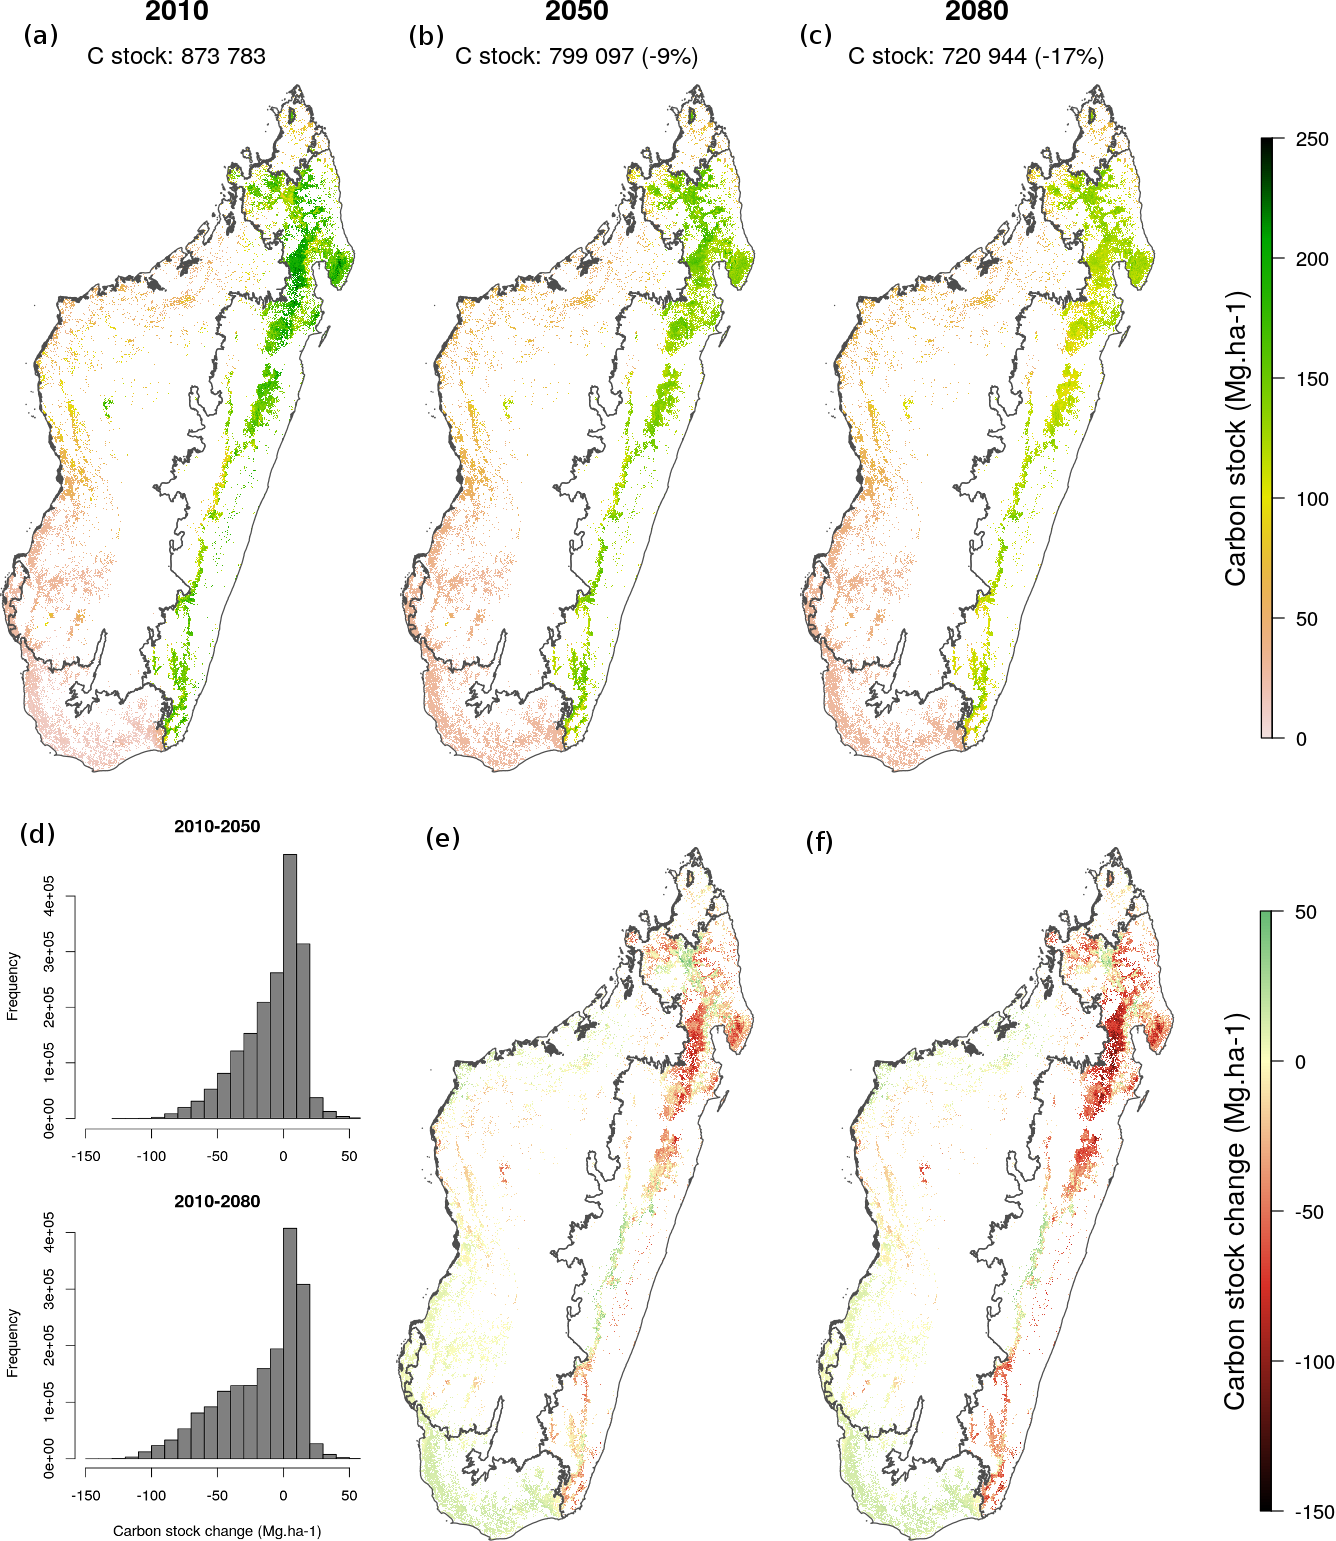 2010
2050
2080
(a)
(b)
(c)
C stock: 873 783
C stock: 799 097 (-9%)
C stock: 720 944 (-17%)
250
200
150
100
50
0
Carbon stock (Mg.ha-1)
(d)
2010-2050
Frequency
4e+05
3e+05
2e+05
1e+05
0e+00
-150
-100
-50
0
50
2010-2080
Frequency
4e+05
3e+05
2e+05
1e+05
0e+00
-150
-100
-50
0
50
Carbon stock change (Mg.ha-1)
(e)
(f)
50
0
-50
-100
-150
Carbon stock change (Mg.ha-1)